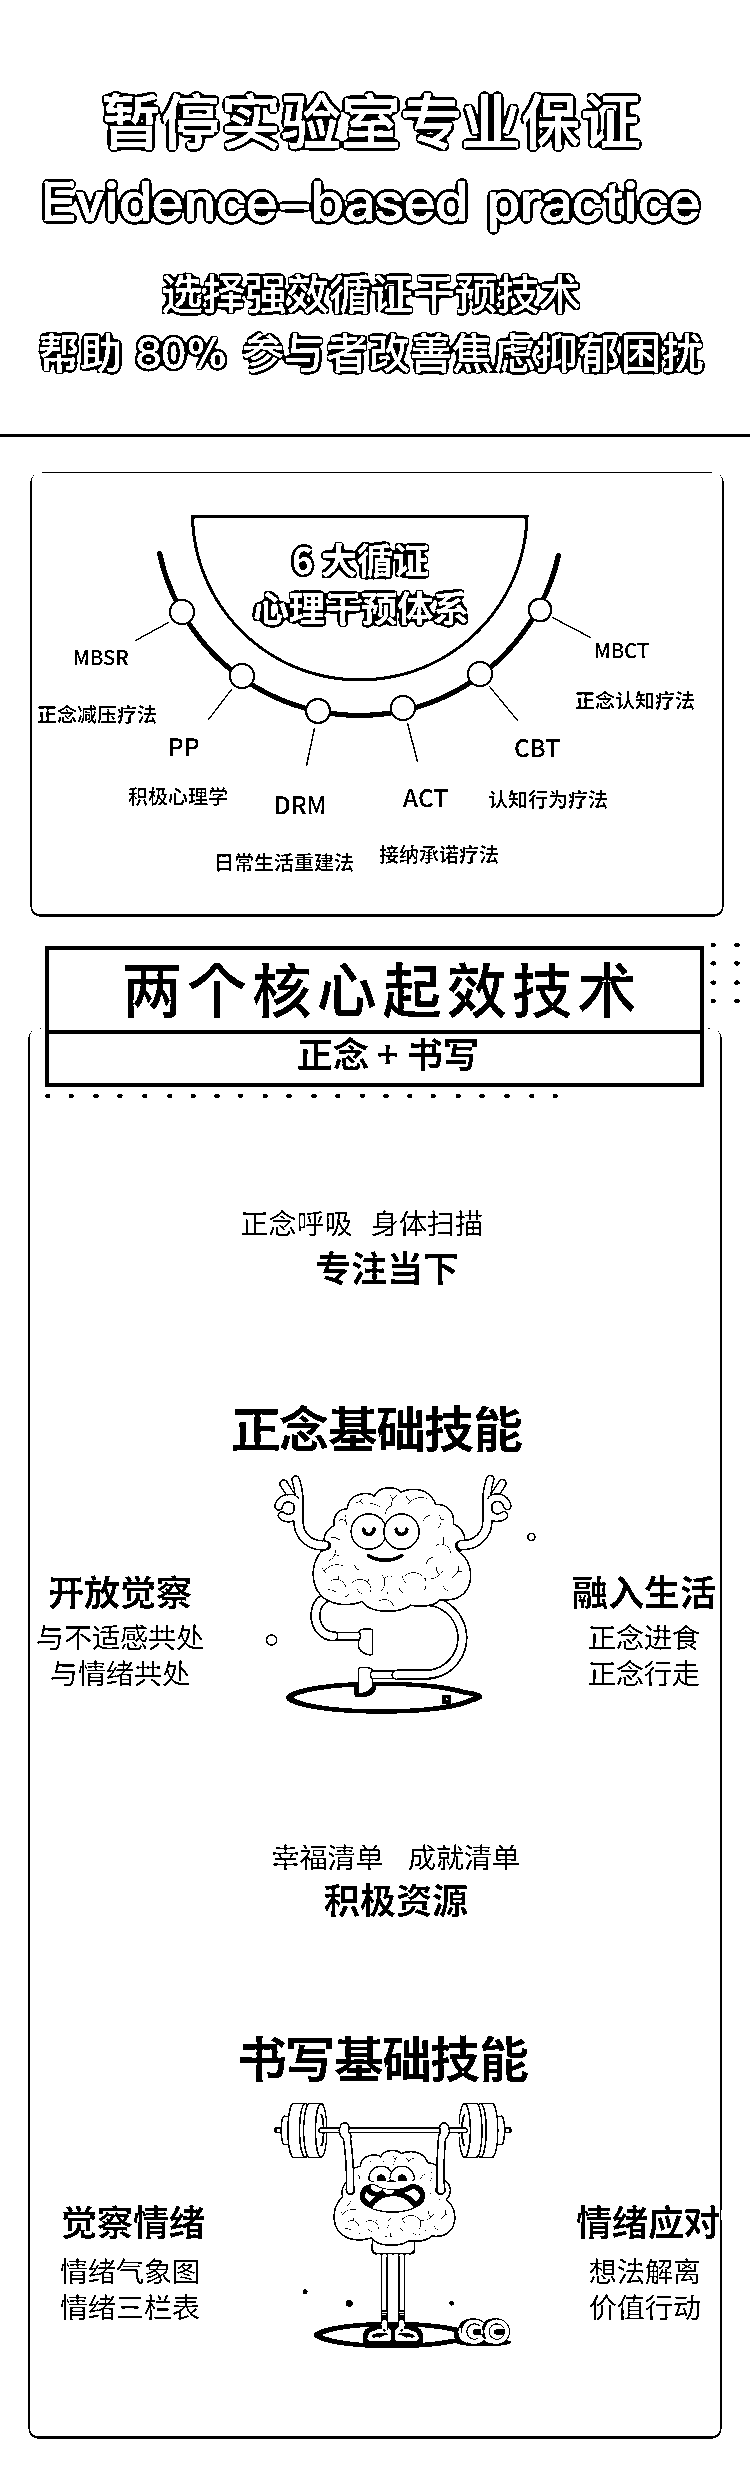 暂停实验室专业保证
Evidence-based practice
选择强效循证干预技术
帮助 80% 参与者改善焦虑抑郁困扰
6 大循证
心理干预体系
MBSR
正念减压疗法
PP
积极心理学
DRM
日常生活重建法
ACT
接纳承诺疗法
CBT
认知行为疗法
MBCT
正念认知疗法
两个核心起效技术
正念 + 书写
正念呼吸 身体扫描
专注当下
正念基础技能
开放觉察
与不适感共处
与情绪共处
融入生活
正念进食
正念行走
幸福清单 成就清单
积极资源
书写基础技能
觉察情绪
情绪气象图
情绪三栏表
情绪应对
想法解离
价值行动